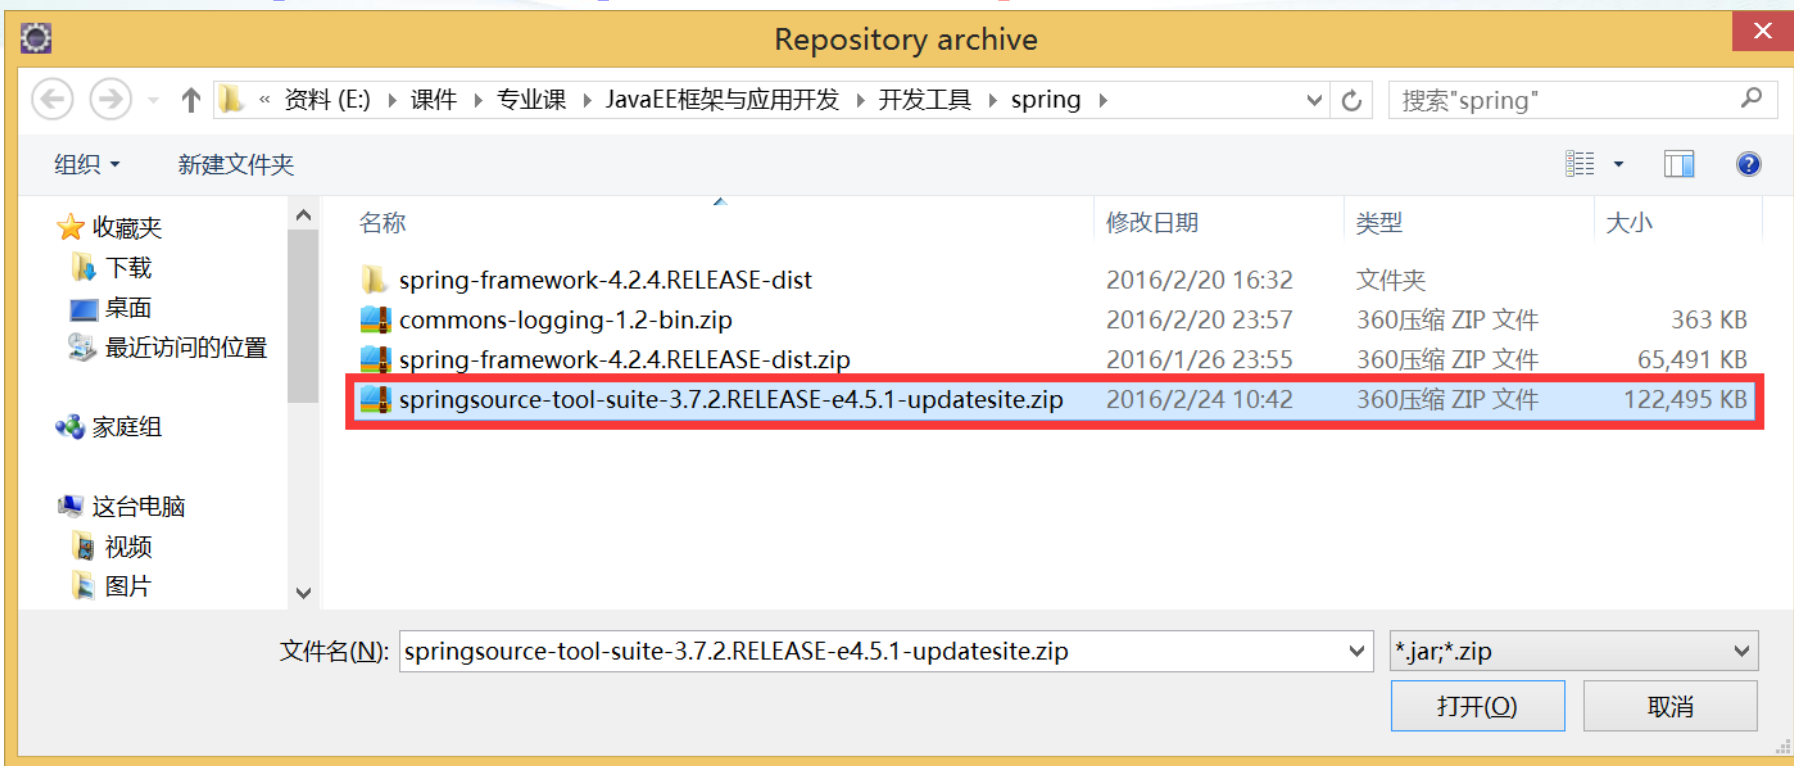 Repository archive
« 资料 (E:) 课件 专业课 JavaEE框架与应用开发 开发工具 spring 搜索"spring"
组织 新建文件夹
名称 修改日期 类型 大小
收藏夹
下载
桌面
最近访问的位置
家庭组
这台电脑
视频
图片
spring-framework-4.2.4.RELEASE-dist 2016/2/20 16:32 文件夹
commons-logging-1.2-bin.zip 2016/2/20 23:57 360压缩 ZIP 文件 363 KB
spring-framework-4.2.4.RELEASE-dist.zip 2016/1/26 23:55 360压缩 ZIP 文件 65,491 KB
springsource-tool-suite-3.7.2.RELEASE-e4.5.1-updatesite.zip 2016/2/24 10:42 360压缩 ZIP 文件 122,495 KB
文件名(N): springsource-tool-suite-3.7.2.RELEASE-e4.5.1-updatesite.zip *.jar;*.zip
打开(O) 取消